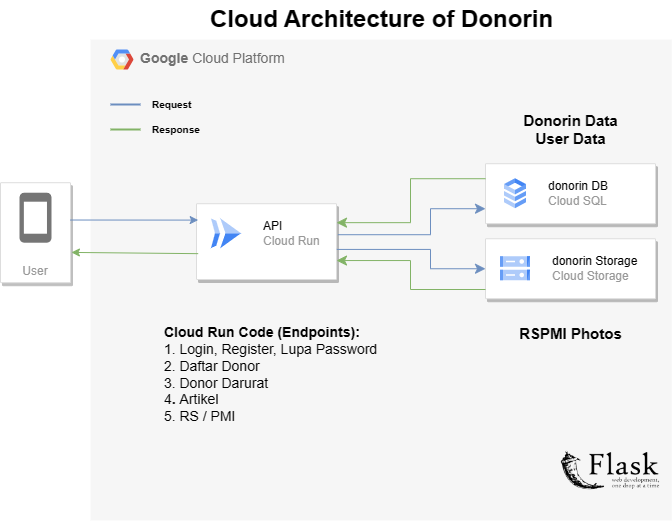 Cloud Architecture of Donorin
Google Cloud Platform
Request
Response
Donorin Data
User Data
User
API
Cloud Run
donorin DB
Cloud SQL
donorin Storage
Cloud Storage
RSPMI Photos
Cloud Run Code (Endpoints):
1. Login, Register, Lupa Password
2. Daftar Donor
3. Donor Darurat
4. Artikel
5. RS / PMI
Flask
web development,
one drop at a time